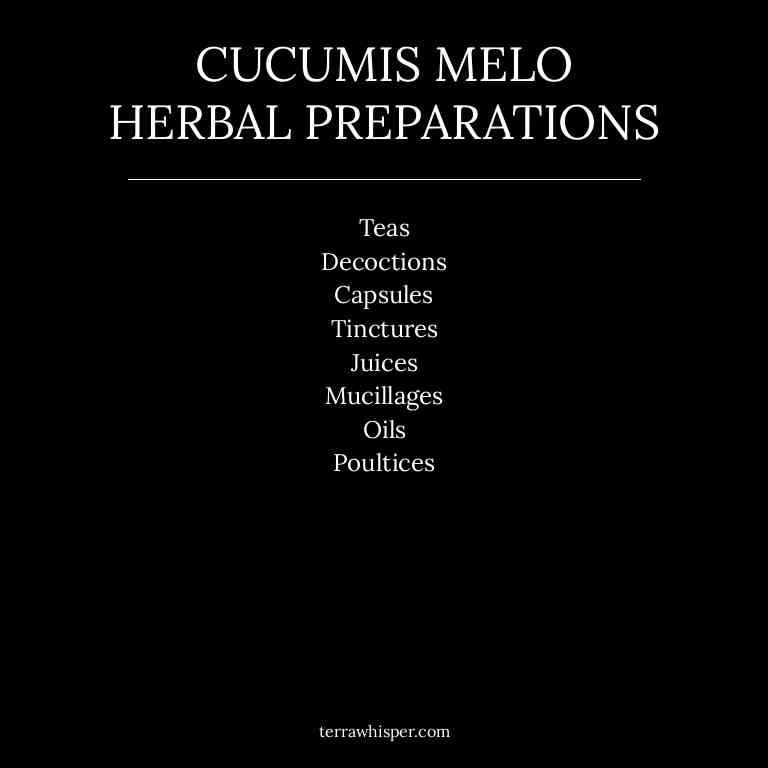 CUCUMIS MELO
HERBAL PREPARATIONS
Teas
Decoctions
Capsules
Tinctures
Juices
Mucillages
Oils
Poultices
terrawhisper.com